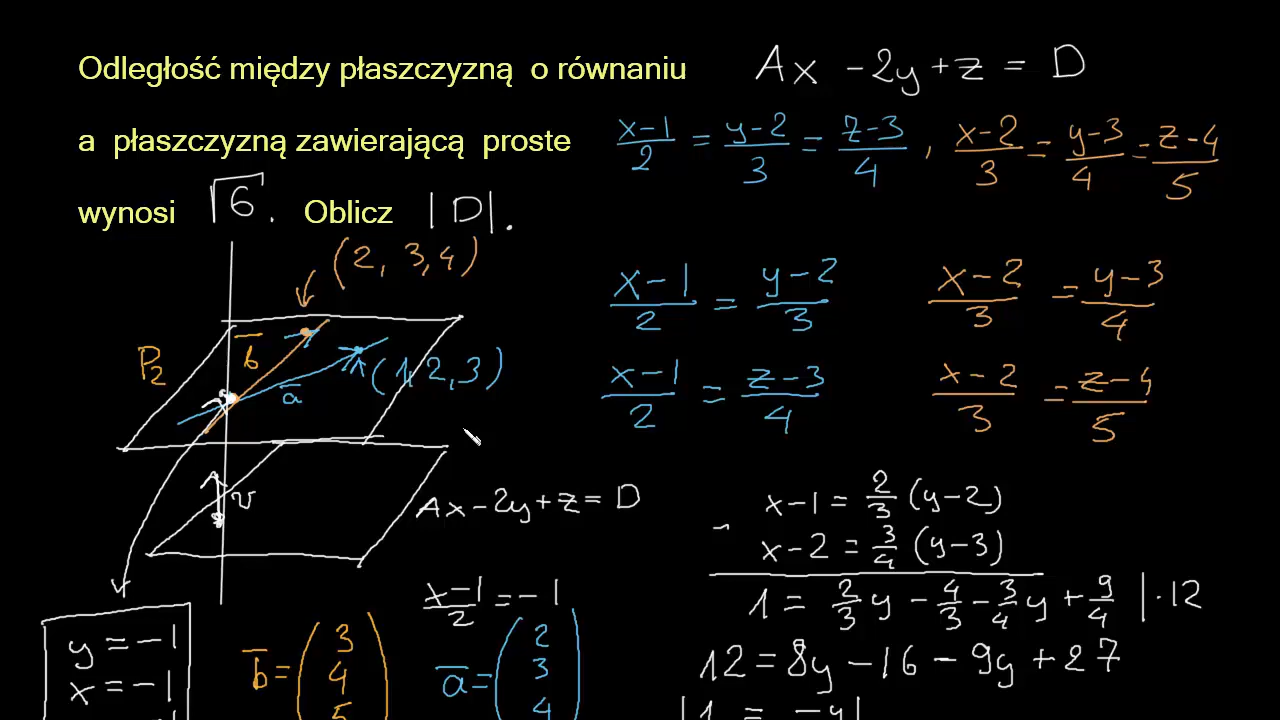 Odległość między płaszczyzną o równaniu Ax - 2y + z = D
a płaszczyzną zawierającą proste (x-1)/2 = (y-2)/3 = (z-3)/4 , (x-2)/3 = (y-3)/4 = (z-4)/5
wynosi √6 . Oblicz |D|.
(2, 3, 4)
P₂
b
a
(1, 2, 3)
v
Ax - 2y + z = D
(x-1)/2 = (y-2)/3
(x-2)/3 = (y-3)/4
(x-1)/2 = (z-3)/4
(x-2)/3 = (z-4)/5
x - 1 = 2/3 (y - 2)
- x - 2 = 3/4 (y - 3)
1 = 2/3 y - 4/3 - 3/4 y + 9/4 | · 12
12 = 8y - 16 - 9y + 27
1 = -y
(x-1)/2 = -1
y = -1
x = -1
b = ( 3
4
5
a = ( 2
3
4